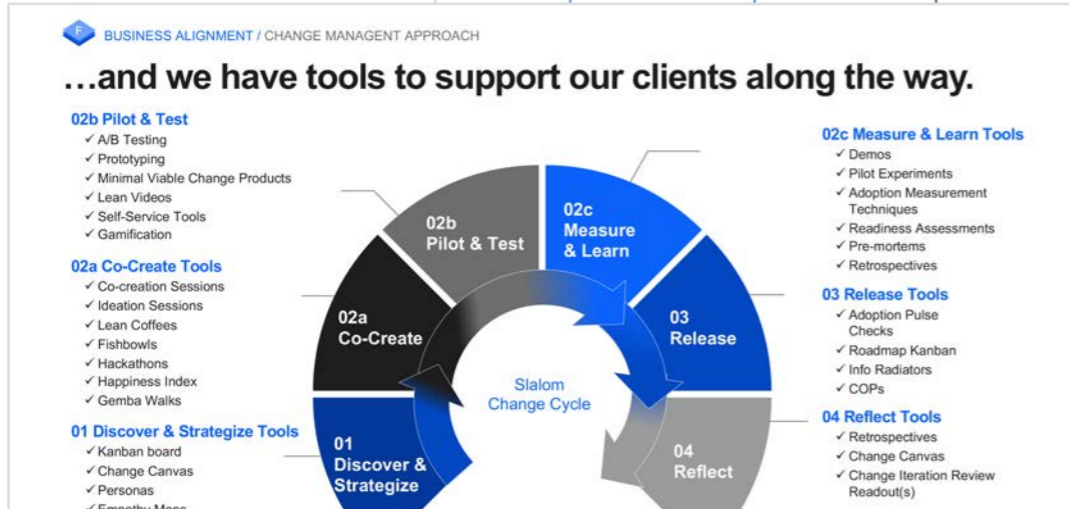 F
BUSINESS ALIGNMENT / CHANGE MANAGENT APPROACH
…and we have tools to support our clients along the way.
02b Pilot & Test
✓ A/B Testing
✓ Prototyping
✓ Minimal Viable Change Products
✓ Lean Videos
✓ Self-Service Tools
✓ Gamification
02a Co-Create Tools
✓ Co-creation Sessions
✓ Ideation Sessions
✓ Lean Coffees
✓ Fishbowls
✓ Hackathons
✓ Happiness Index
✓ Gemba Walks
01 Discover & Strategize Tools
✓ Kanban board
✓ Change Canvas
✓ Personas
✓ Empathy Maps
02b
Pilot & Test
02c
Measure
& Learn
02a
Co-Create
03
Release
Slalom
Change Cycle
01
Discover &
Strategize
04
Reflect
02c Measure & Learn Tools
✓ Demos
✓ Pilot Experiments
✓ Adoption Measurement
Techniques
✓ Readiness Assessments
✓ Pre-mortems
✓ Retrospectives
03 Release Tools
✓ Adoption Pulse
Checks
✓ Roadmap Kanban
✓ Info Radiators
✓ COPs
04 Reflect Tools
✓ Retrospectives
✓ Change Canvas
✓ Change Iteration Review
Readout(s)